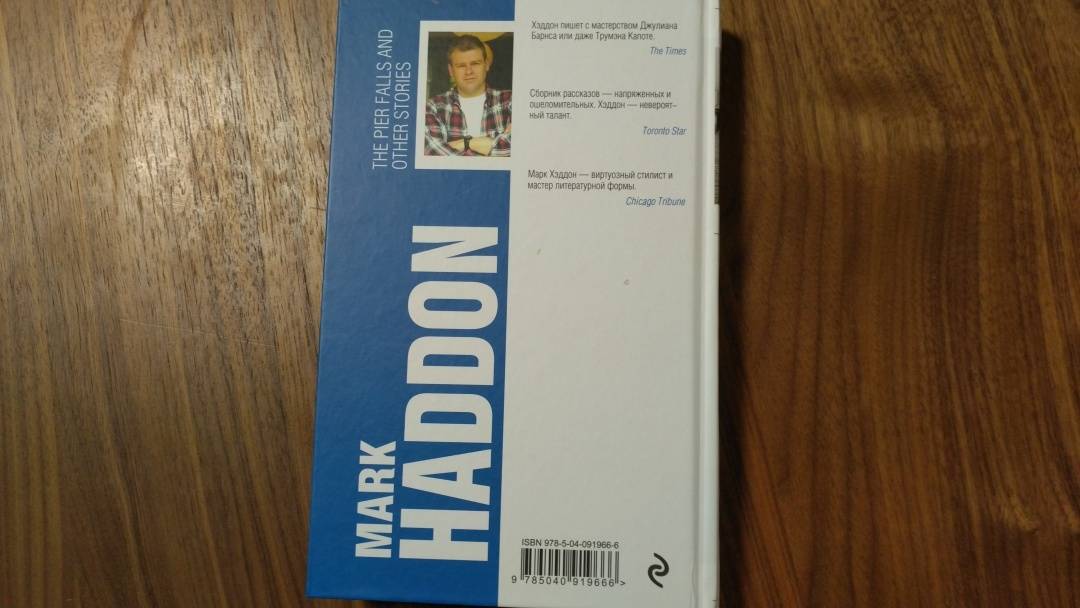 THE PIER FALLS AND
OTHER STORIES
MARK
HADDON
Хэддон пишет с мастерством Джулиана
Барнса или даже Трумэна Капоте.
The Times
Сборник рассказов — напряженных и
ошеломительных. Хэддон — невероят-
ный талант.
Toronto Star
Марк Хэддон — виртуозный стилист и
мастер литературной формы.
Chicago Tribune
ISBN 978-5-04-091966-6
9 785040 919666 >